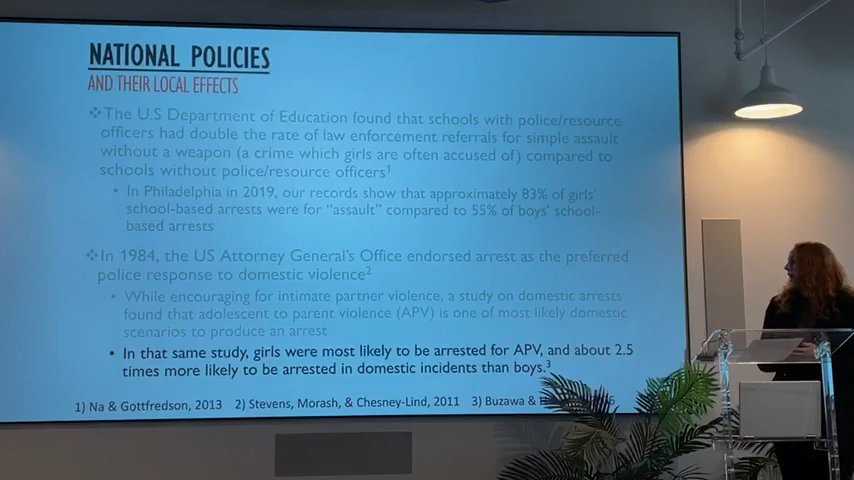 NATIONAL POLICIES
AND THEIR LOCAL EFFECTS
❖The U.S Department of Education found that schools with police/resource
officers had double the rate of law enforcement referrals for simple assault
without a weapon (a crime which girls are often accused of) compared to
schools without police/resource officers1
• In Philadelphia in 2019, our records show that approximately 83% of girls'
school-based arrests were for "assault" compared to 55% of boys' school-
based arrests
❖In 1984, the US Attorney General's Office endorsed arrest as the preferred
police response to domestic violence2
• While encouraging for intimate partner violence, a study on domestic arrests
found that adolescent to parent violence (APV) is one of most likely domestic
scenarios to produce an arrest
• In that same study, girls were most likely to be arrested for APV, and about 2.5
times more likely to be arrested in domestic incidents than boys.3
1) Na & Gottfredson, 2013 2) Stevens, Morash, & Chesney-Lind, 2011 3) Buzawa &